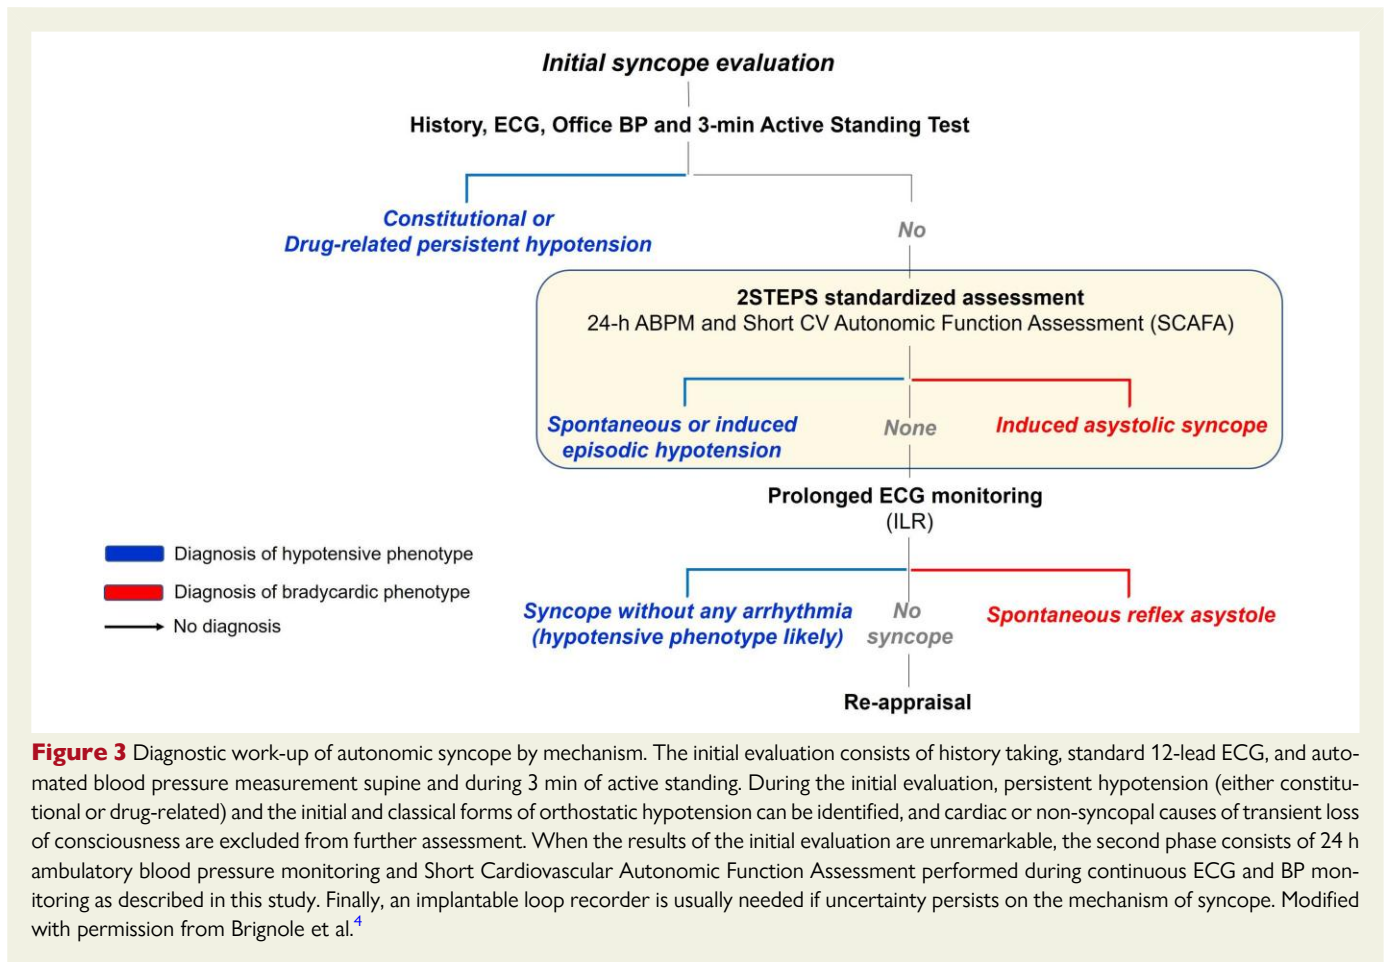 Initial syncope evaluation
History, ECG, Office BP and 3-min Active Standing Test
Constitutional or
Drug-related persistent hypotension
No
2STEPS standardized assessment
24-h ABPM and Short CV Autonomic Function Assessment (SCAFA)
Spontaneous or induced
episodic hypotension
None
Induced asystolic syncope
Prolonged ECG monitoring
(ILR)
Diagnosis of hypotensive phenotype
Diagnosis of bradycardic phenotype
No diagnosis
Syncope without any arrhythmia
(hypotensive phenotype likely)
No
syncope
Spontaneous reflex asystole
Re-appraisal
Figure 3 Diagnostic work-up of autonomic syncope by mechanism. The initial evaluation consists of history taking, standard 12-lead ECG, and auto-
mated blood pressure measurement supine and during 3 min of active standing. During the initial evaluation, persistent hypotension (either constitu-
tional or drug-related) and the initial and classical forms of orthostatic hypotension can be identified, and cardiac or non-syncopal causes of transient loss
of consciousness are excluded from further assessment. When the results of the initial evaluation are unremarkable, the second phase consists of 24 h
ambulatory blood pressure monitoring and Short Cardiovascular Autonomic Function Assessment performed during continuous ECG and BP mon-
itoring as described in this study. Finally, an implantable loop recorder is usually needed if uncertainty persists on the mechanism of syncope. Modified
with permission from Brignole et al.4